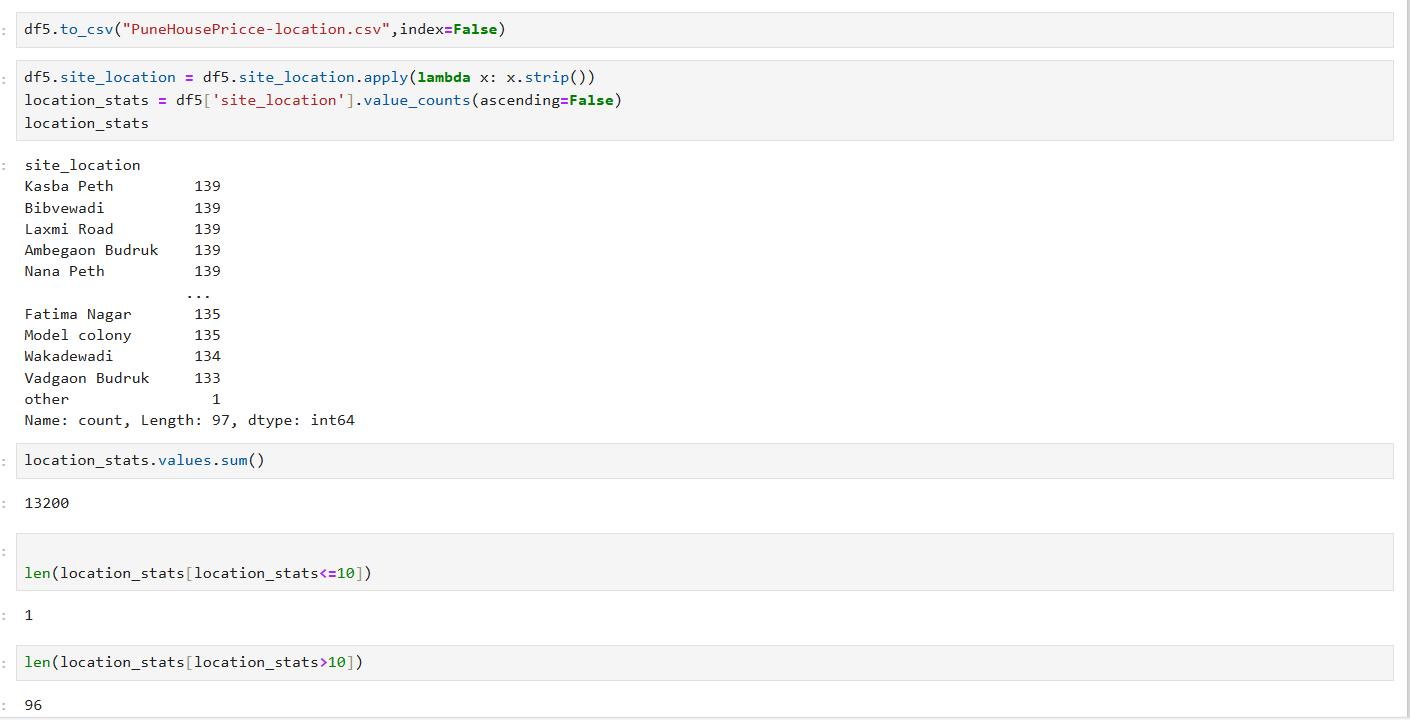 df5.to_csv("PuneHousePricce-location.csv",index=False)
df5.site_location = df5.site_location.apply(lambda x: x.strip())
location_stats = df5['site_location'].value_counts(ascending=False)
location_stats
site_location
Kasba Peth         139
Bibvewadi          139
Laxmi Road         139
Ambegaon Budruk    139
Nana Peth          139
...
Fatima Nagar       135
Model colony       135
Wakadewadi         134
Vadgaon Budruk     133
other                1
Name: count, Length: 97, dtype: int64
location_stats.values.sum()
13200
len(location_stats[location_stats<=10])
1
len(location_stats[location_stats>10])
96